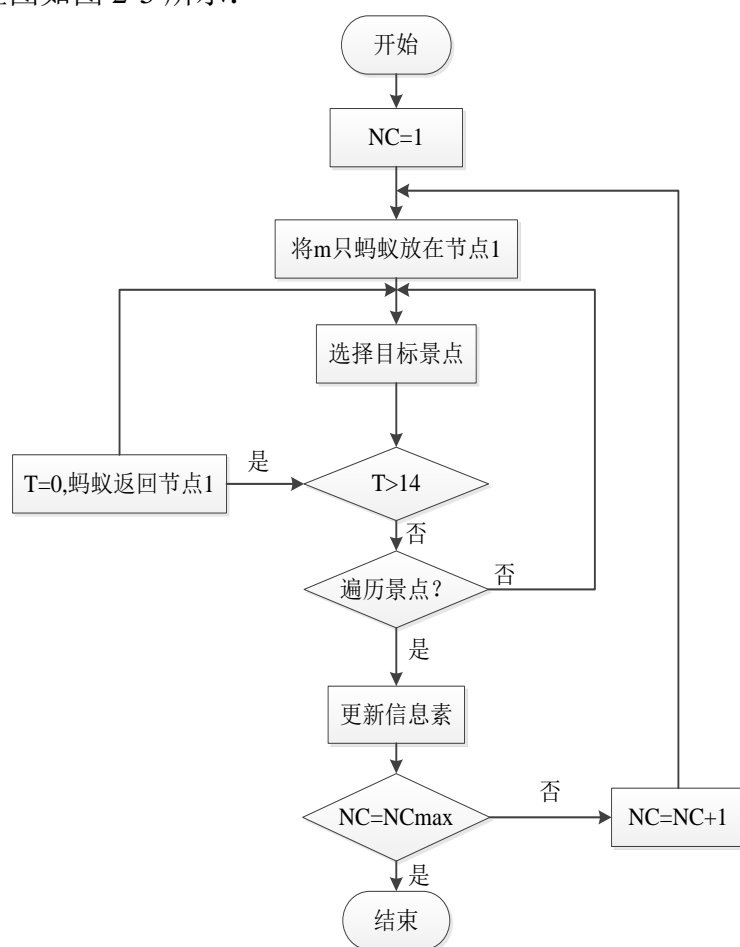 开始
NC=1
将m只蚂蚁放在节点1
选择目标景点
T=0,蚂蚁返回节点1
是
T>14
否
遍历景点？
否
是
更新信息素
NC=NCmax
否
NC=NC+1
是
结束